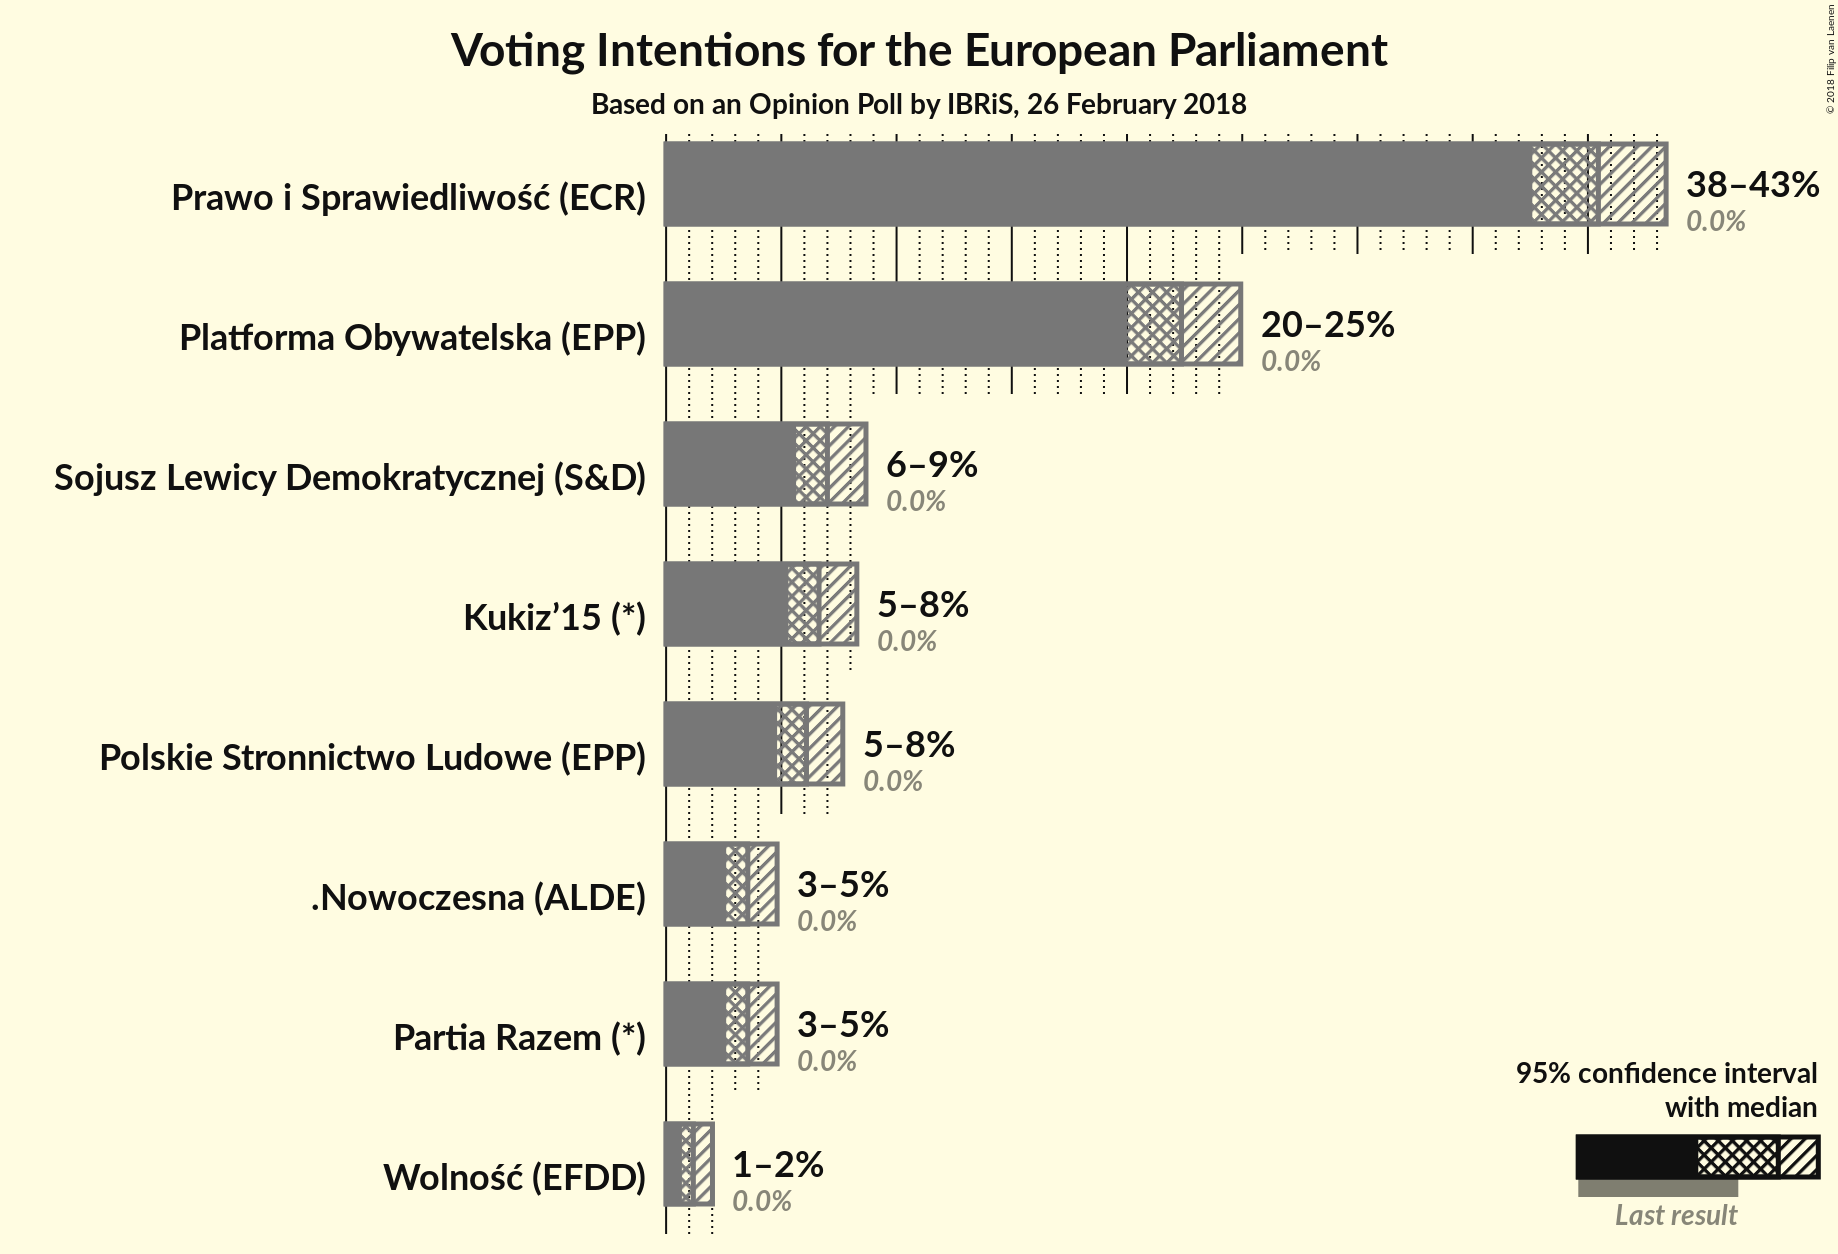 Voting Intentions for the European Parliament
Based on an Opinion Poll by IBRiS, 26 February 2018
© 2018 Filip van Laenen
Prawo i Sprawiedliwość (ECR)
38–43%
0.0%
Platforma Obywatelska (EPP)
20–25%
0.0%
Sojusz Lewicy Demokratycznej (S&D)
6–9%
0.0%
Kukiz’15 (*)
5–8%
0.0%
Polskie Stronnictwo Ludowe (EPP)
5–8%
0.0%
.Nowoczesna (ALDE)
3–5%
0.0%
Partia Razem (*)
3–5%
0.0%
Wolność (EFDD)
1–2%
0.0%
95% confidence interval
with median
Last result